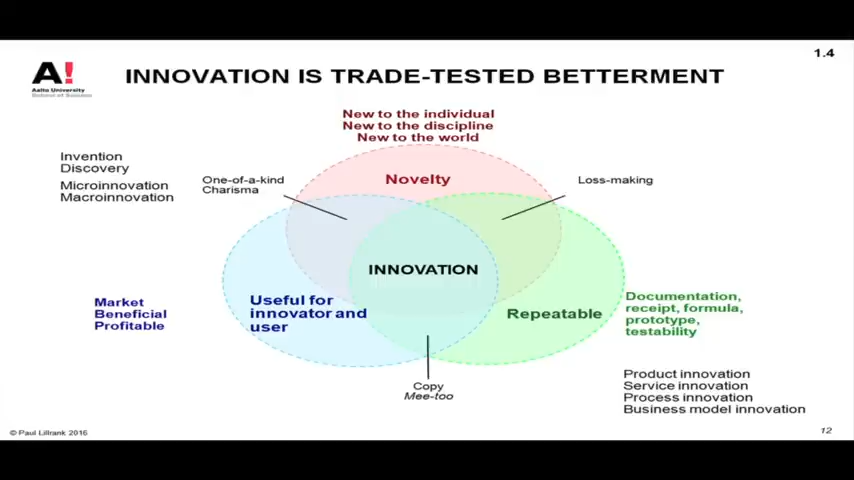 1.4
A!
Aalto University
School of Science
INNOVATION IS TRADE-TESTED BETTERMENT
New to the individual
New to the discipline
New to the world
Invention
Discovery
Microinnovation
Macroinnovation
One-of-a-kind
Charisma
Novelty
Loss-making
INNOVATION
Market
Beneficial
Profitable
Useful for
innovator and
user
Repeatable
Documentation,
receipt, formula,
prototype,
testability
Copy
Mee-too
Product innovation
Service innovation
Process innovation
Business model innovation
© Paul Lillrank 2016
12